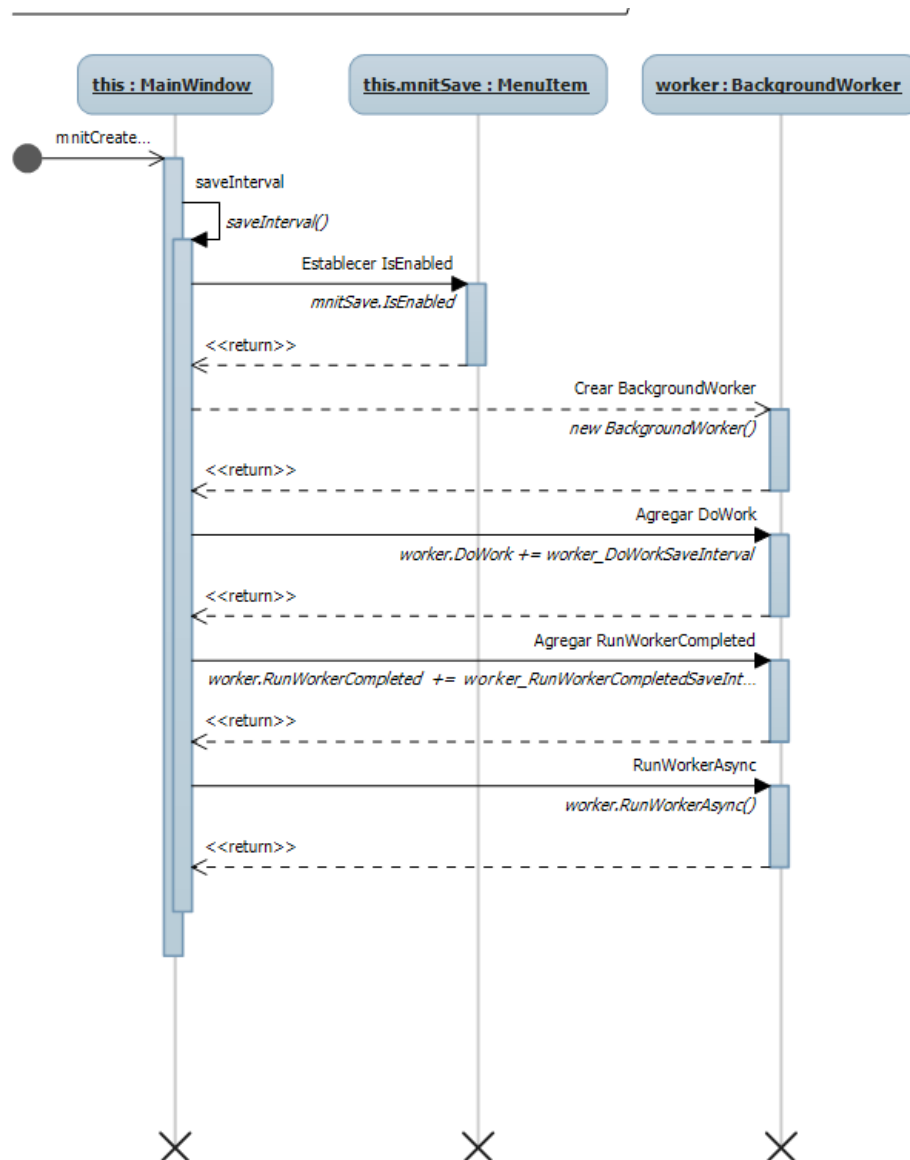 this : MainWindow
this.mnitSave : MenuItem
worker : BackgroundWorker
mnitCreate...
saveInterval
saveInterval()
Establecer IsEnabled
mnitSave.IsEnabled
<<return>>
Crear BackgroundWorker
new BackgroundWorker()
<<return>>
Agregar DoWork
worker.DoWork += worker_DoWorkSaveInterval
<<return>>
Agregar RunWorkerCompleted
worker.RunWorkerCompleted += worker_RunWorkerCompletedSaveInt...
<<return>>
RunWorkerAsync
worker.RunWorkerAsync()
<<return>>